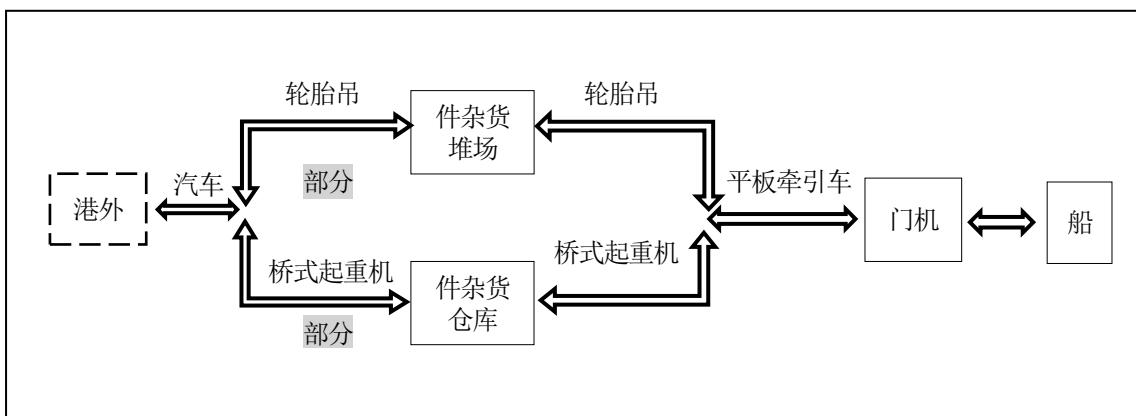 轮胎吊
件杂货
堆场
轮胎吊
部分
港外
汽车
平板牵引车
门机
船
桥式起重机
件杂货
仓库
桥式起重机
部分